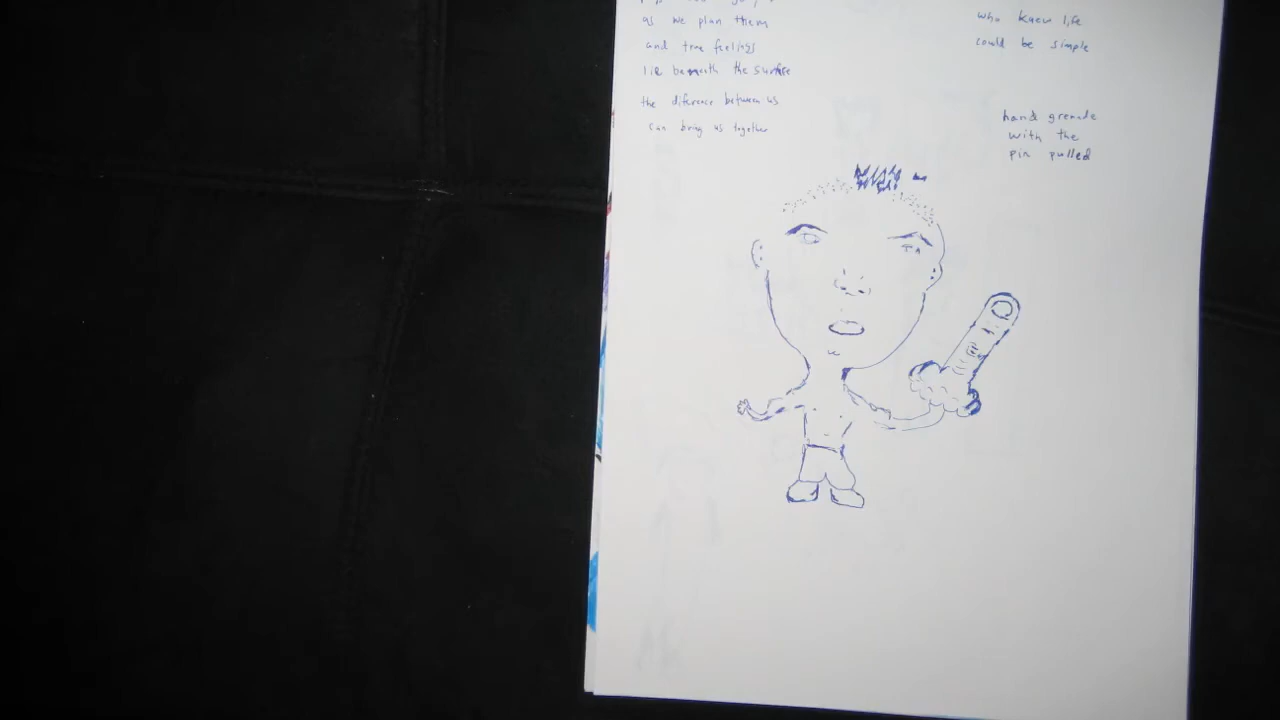 as we plan them
and true feelings
lie beneath the surface
the diference between us
can bring us together
who knew life
could be simple
hand grenade
with the
pin pulled